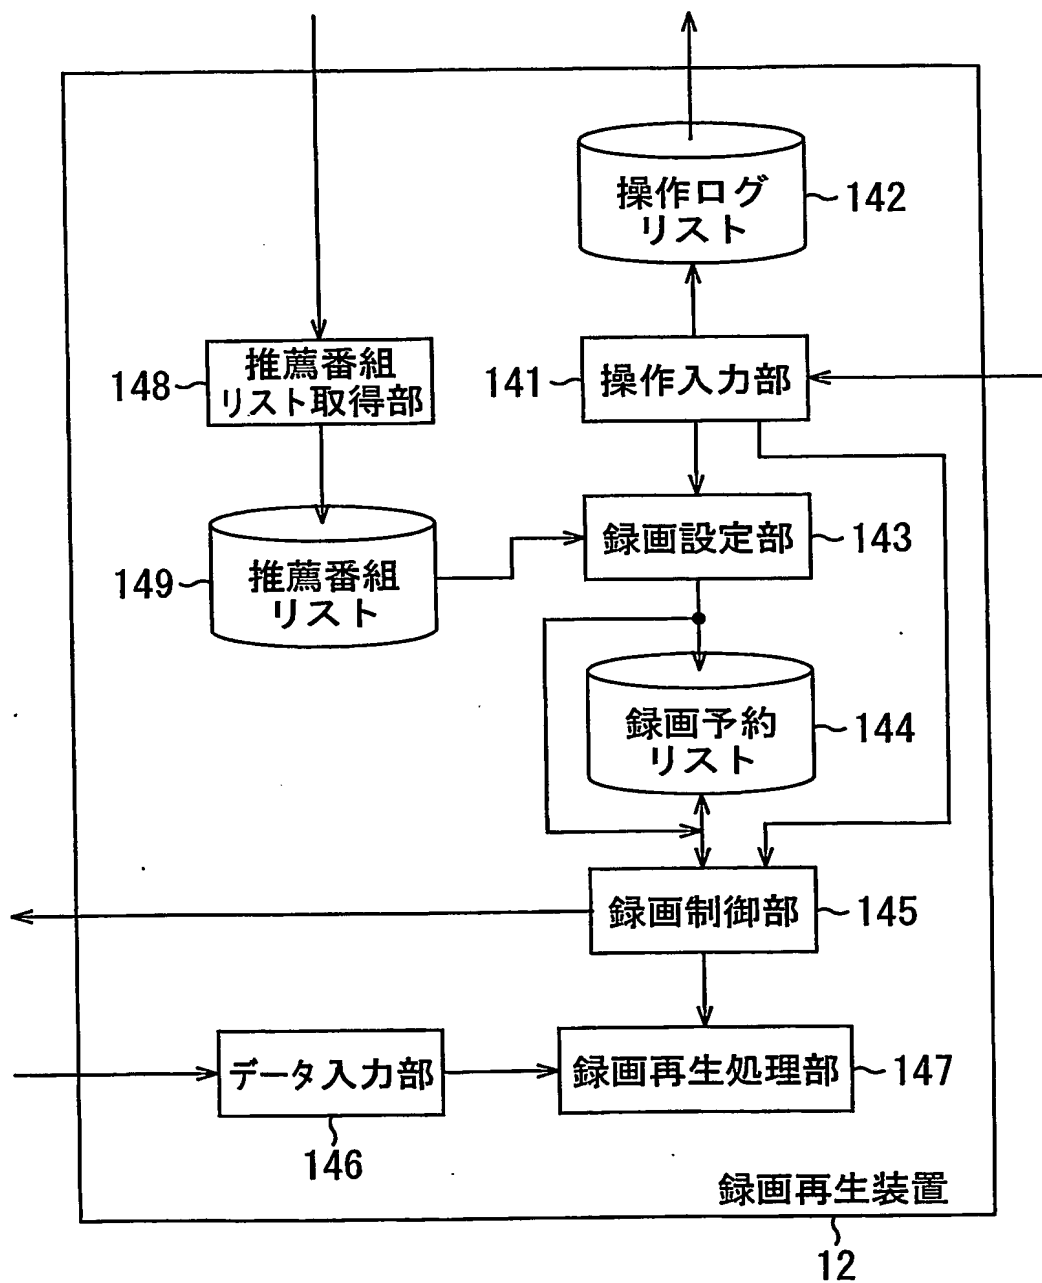 操作ログ
リスト
142
推薦番組
リスト取得部
148
141
操作入力部
録画設定部
143
149
推薦番組
リスト
録画予約
リスト
144
録画制御部
145
データ入力部
146
録画再生処理部
147
録画再生装置
12